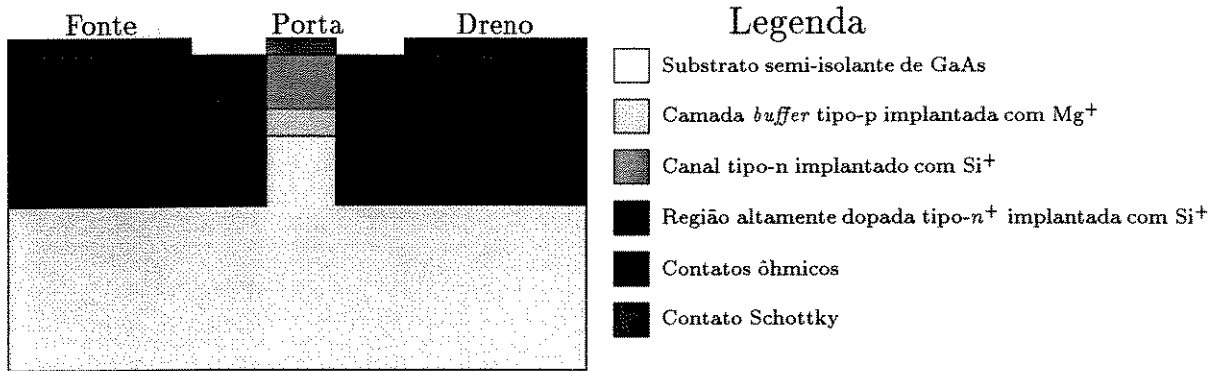 Fonte Porta Dreno
Legenda
Substrato semi-isolante de GaAs
Camada buffer tipo-p implantada com Mg+
Canal tipo-n implantado com Si+
Região altamente dopada tipo-n+ implantada com Si+
Contatos ôhmicos
Contato Schottky